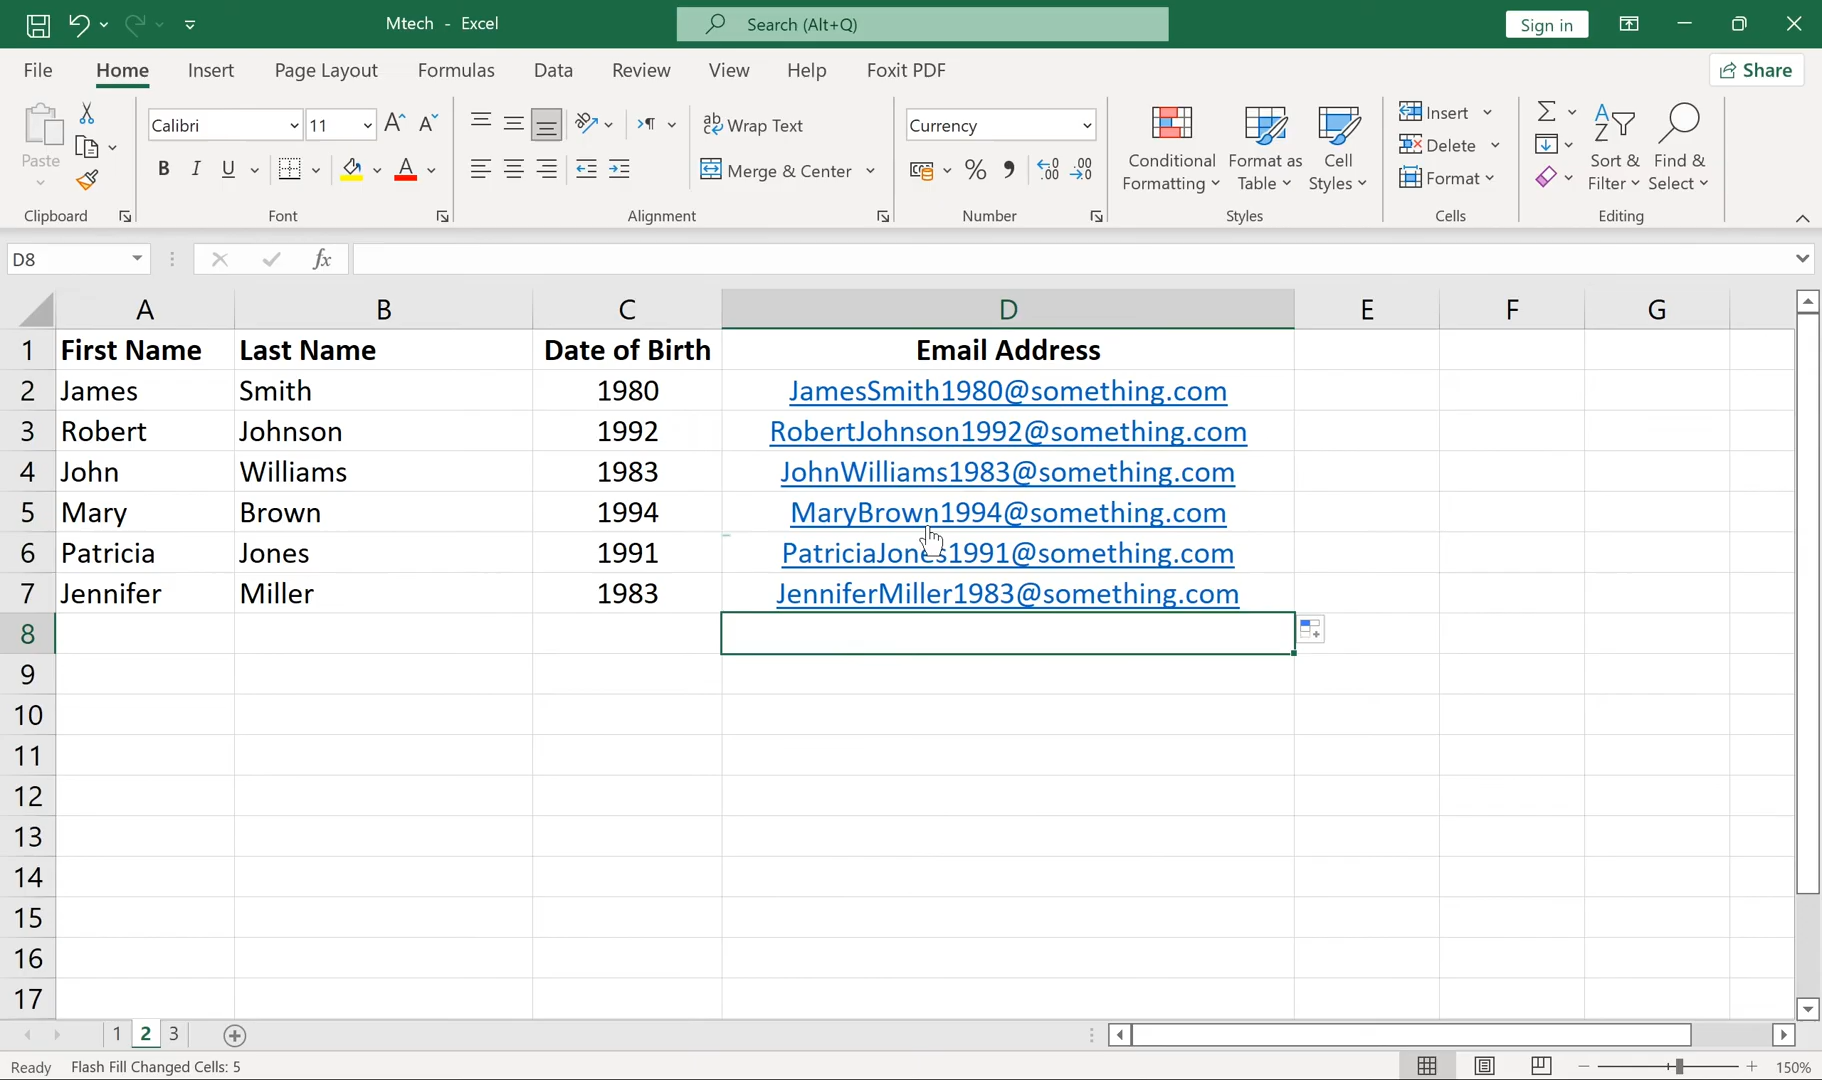 Mtech - Excel
Search (Alt+Q)
Sign in
File Home Insert Page Layout Formulas Data Review View Help Foxit PDF
Share
Paste
Calibri 11
B I U
Wrap Text
Merge & Center
Currency
Conditional Formatting
Format as Table
Cell Styles
Insert
Delete
Format
Sort & Filter
Find & Select
Clipboard Font Alignment Number Styles Cells Editing
D8 fx
A B C D E F G
1 First Name Last Name Date of Birth Email Address
2 James Smith 1980 JamesSmith1980@something.com
3 Robert Johnson 1992 RobertJohnson1992@something.com
4 John Williams 1983 JohnWilliams1983@something.com
5 Mary Brown 1994 MaryBrown1994@something.com
6 Patricia Jones 1991 PatriciaJones1991@something.com
7 Jennifer Miller 1983 JenniferMiller1983@something.com
8
9
10
11
12
13
14
15
16
17
1 2 3
Ready Flash Fill Changed Cells: 5
150%